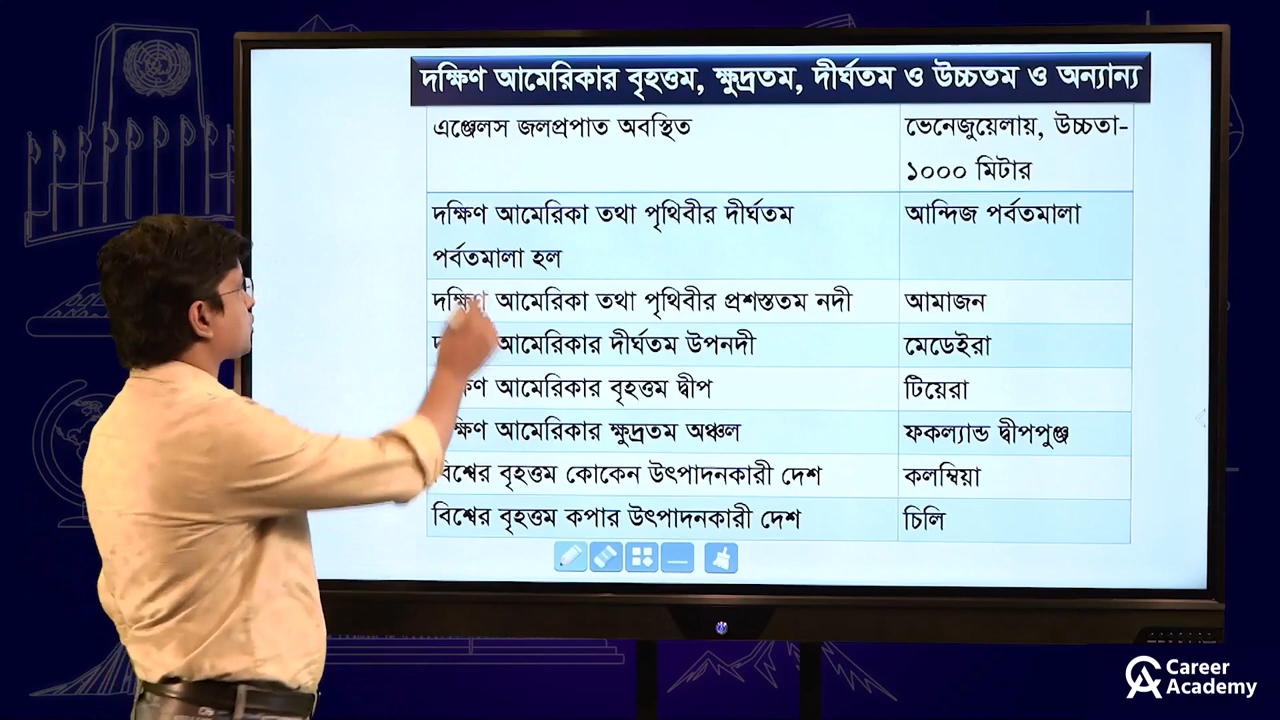 দক্ষিণ আমেরিকার বৃহত্তম, ক্ষুদ্রতম, দীর্ঘতম ও উচ্চতম ও অন্যান্য
এঞ্জেলস জলপ্রপাত অবস্থিত
ভেনেজুয়েলায়, উচ্চতা-
১০০০ মিটার
দক্ষিণ আমেরিকা তথা পৃথিবীর দীর্ঘতম
পর্বতমালা হল
আন্দিজ পর্বতমালা
দক্ষিণ আমেরিকা তথা পৃথিবীর প্রশস্ততম নদী
আমাজন
আমেরিকার দীর্ঘতম উপনদী
মেডেইরা
আমেরিকার বৃহত্তম দ্বীপ
টিয়েরা
আমেরিকার ক্ষুদ্রতম অঞ্চল
ফকল্যান্ড দ্বীপপুঞ্জ
বিশ্বের বৃহত্তম কোকেন উৎপাদনকারী দেশ
কলম্বিয়া
বিশ্বের বৃহত্তম কপার উৎপাদনকারী দেশ
চিলি
Career
Academy